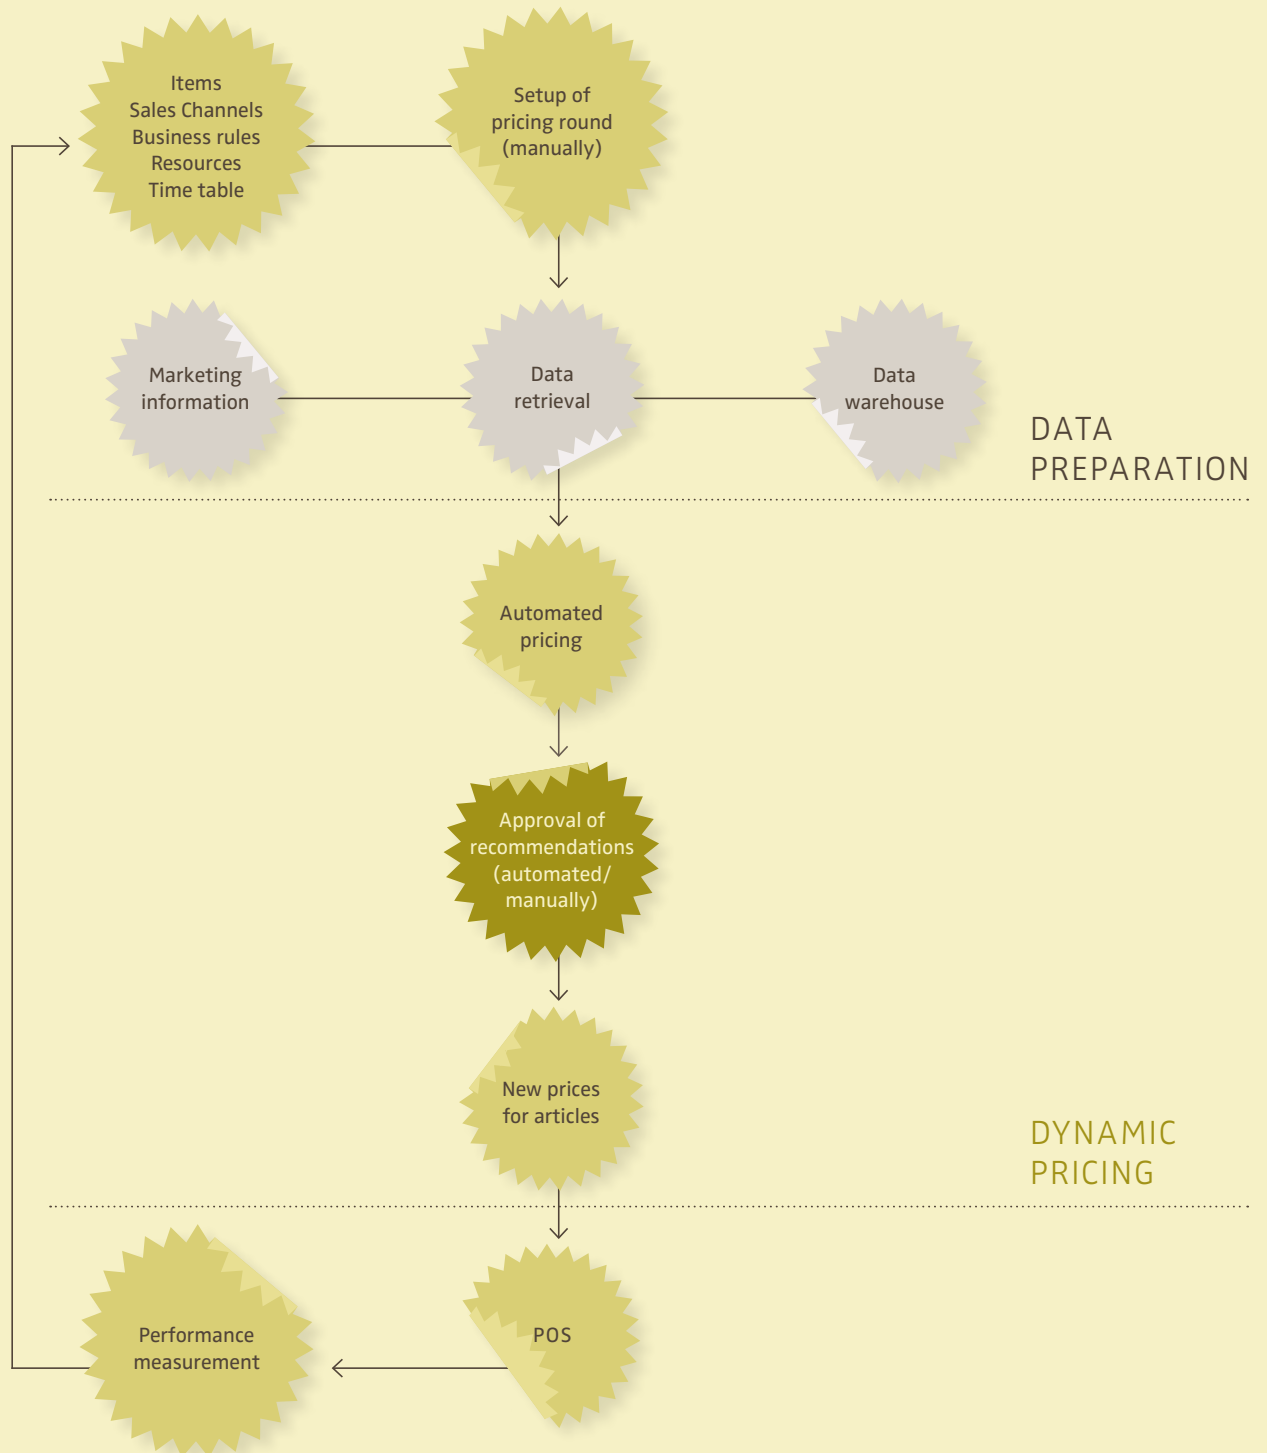 Items
Sales Channels
Business rules
Resources
Time table
Setup of
pricing round
(manually)
Marketing
information
Data
retrieval
Data
warehouse
DATA
PREPARATION
Automated
pricing
Approval of
recommendations
(automated/
manually)
New prices
for articles
DYNAMIC
PRICING
Performance
measurement
POS